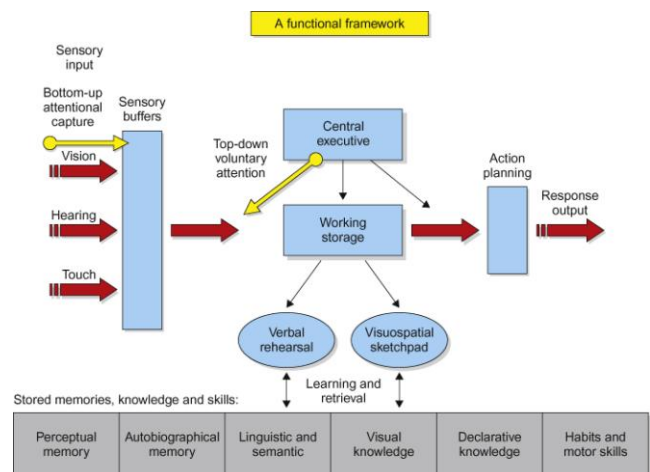 A functional framework
Sensory
input
Bottom-up
attentional
capture
Sensory
buffers
Vision
Hearing
Touch
Top-down
voluntary
attention
Central
executive
Working
storage
Action
planning
Response
output
Verbal
rehearsal
Visuospatial
sketchpad
Learning and
retrieval
Stored memories, knowledge and skills:
Perceptual
memory
Autobiographical
memory
Linguistic and
semantic
Visual
knowledge
Declarative
knowledge
Habits and
motor skills